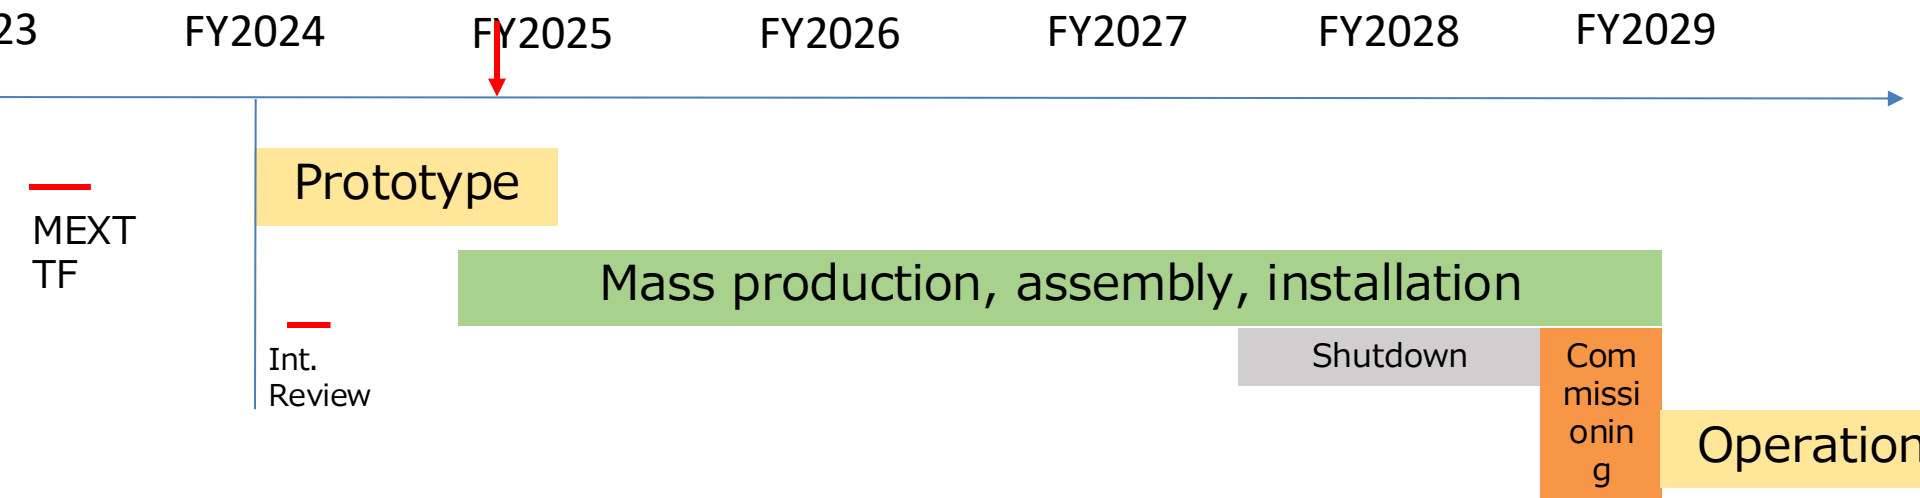 23 FY2024 FY2025 FY2026 FY2027 FY2028 FY2029
Prototype
MEXT
TF
Mass production, assembly, installation
Int.
Review
Shutdown
Com
missi
onin
g
Operation